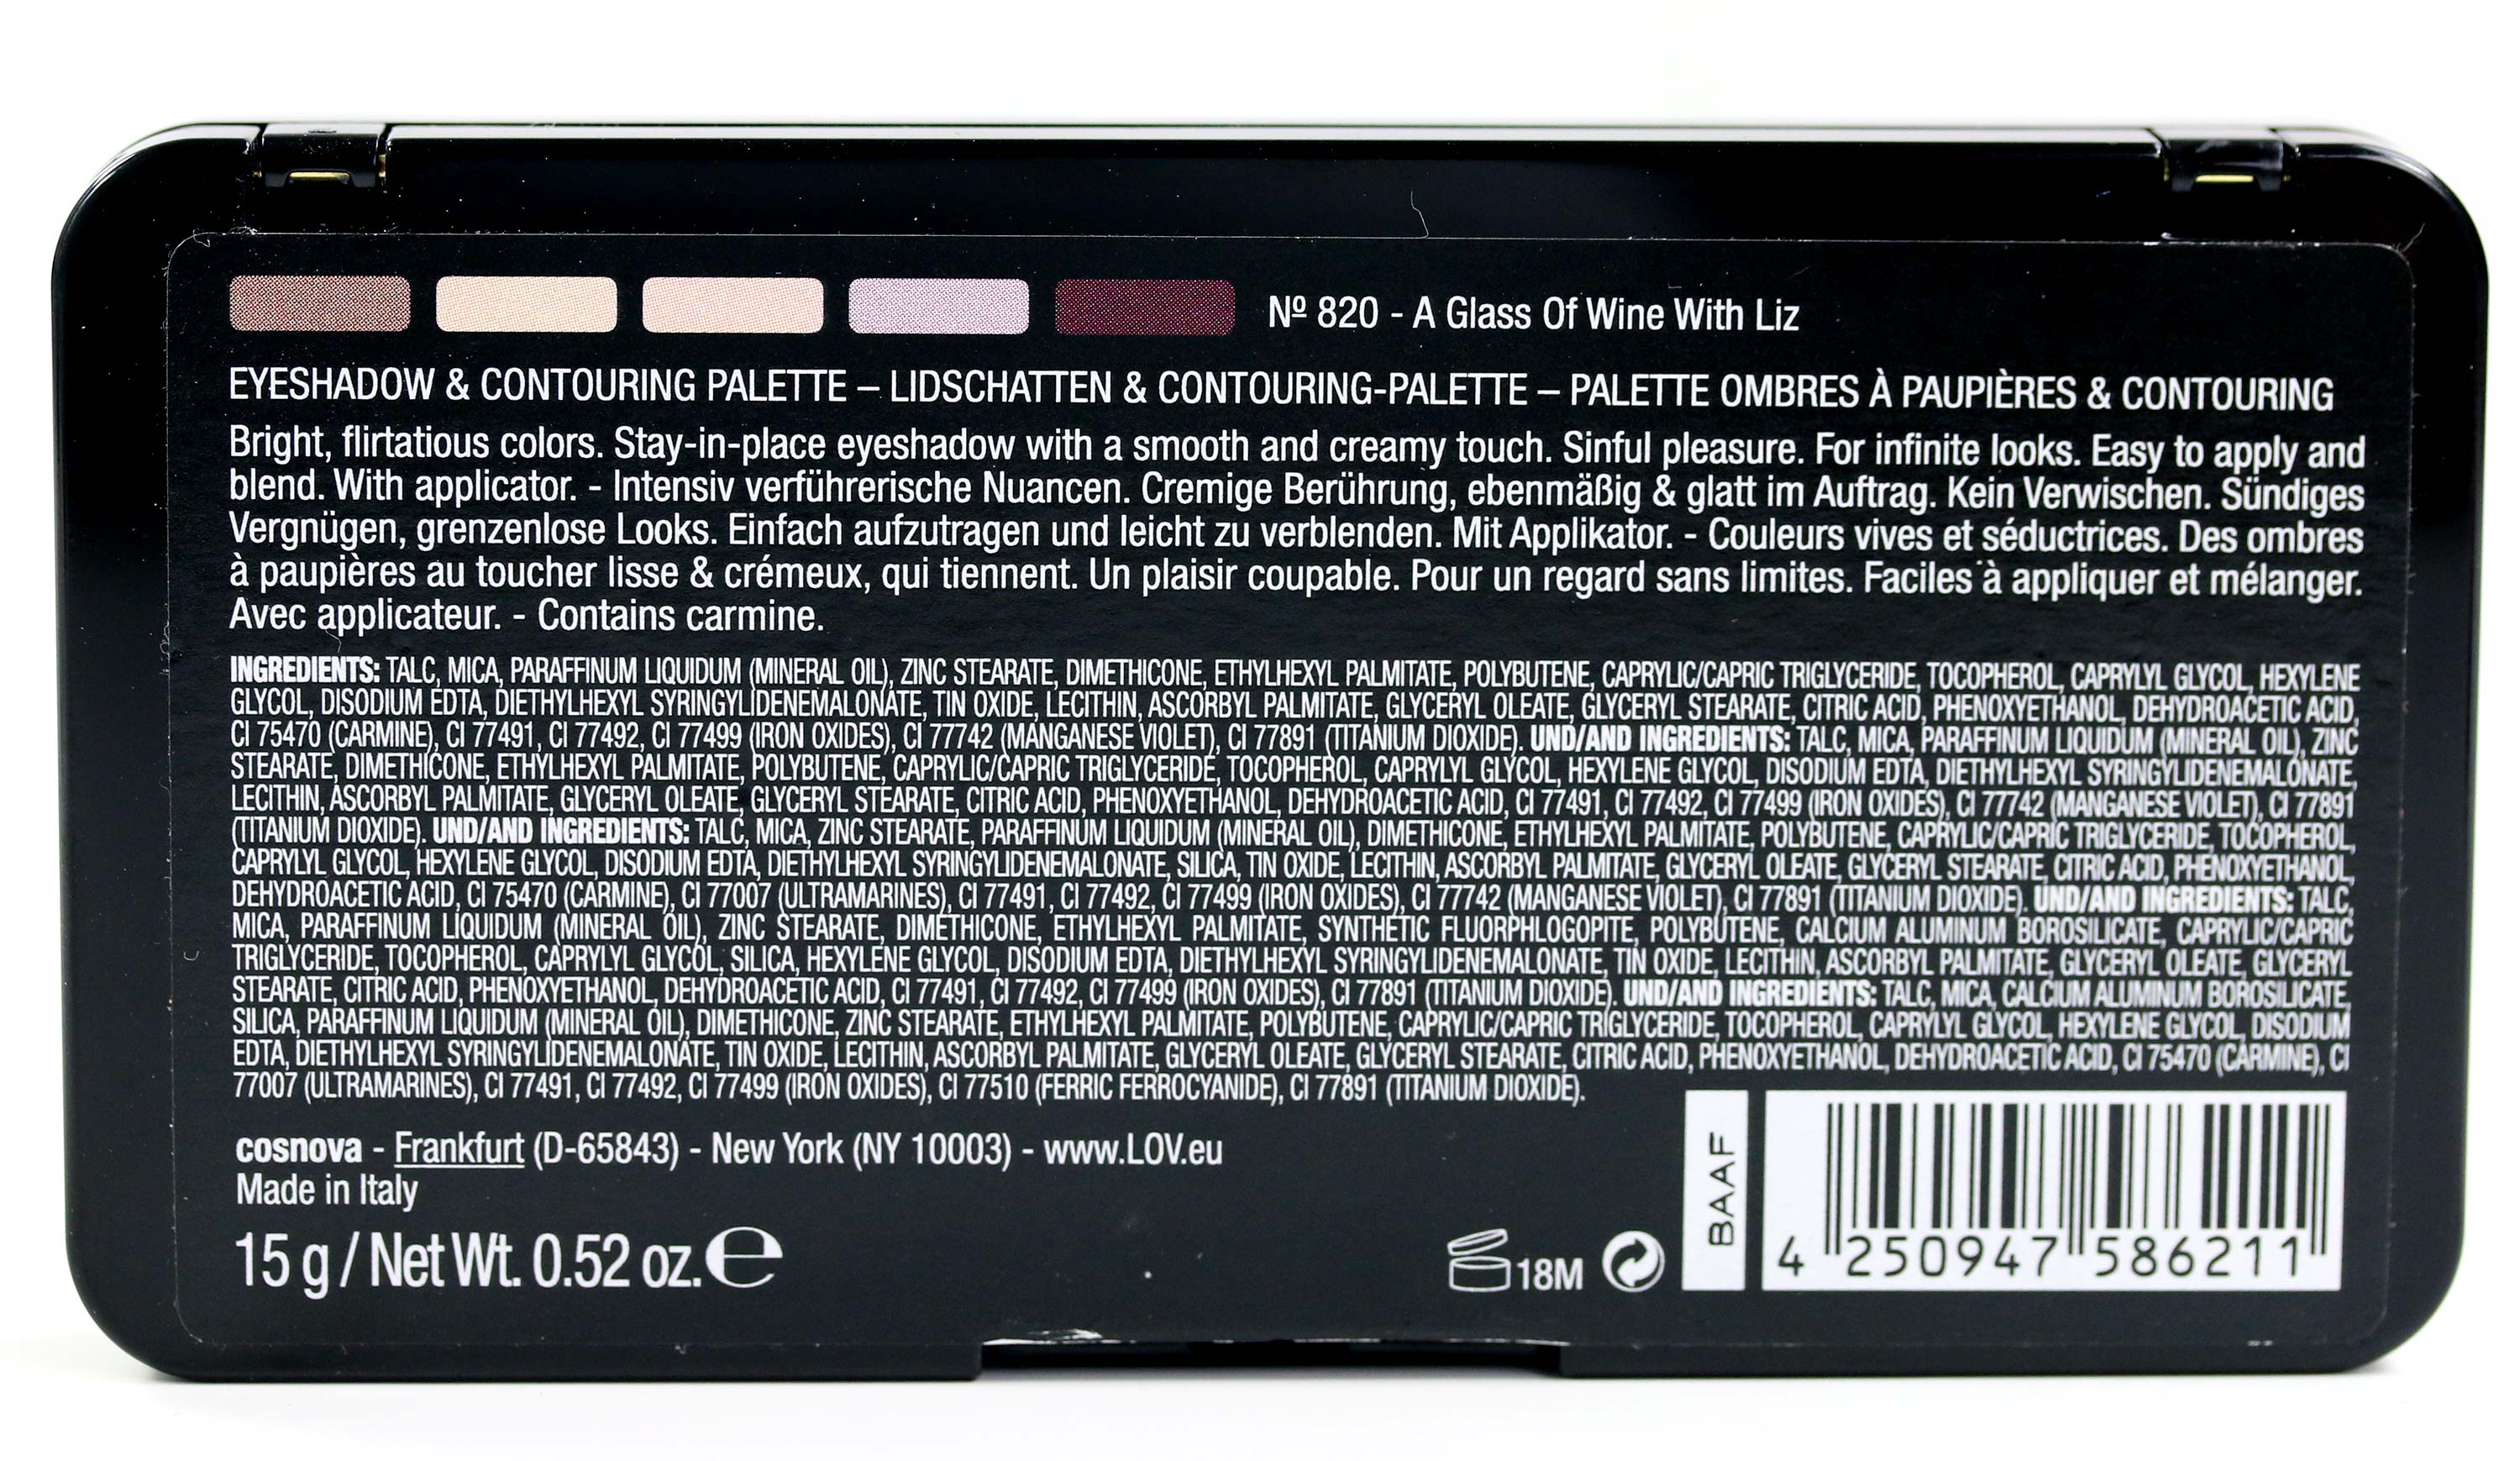 Nº 820 - A Glass Of Wine With Liz
EYESHADOW & CONTOURING PALETTE – LIDSCHATTEN & CONTOURING-PALETTE – PALETTE OMBRES À PAUPIÈRES & CONTOURING
Bright, flirtatious colors. Stay-in-place eyeshadow with a smooth and creamy touch. Sinful pleasure. For infinite looks. Easy to apply and
blend. With applicator. - Intensiv verführerische Nuancen. Cremige Berührung, ebenmäßig & glatt im Auftrag. Kein Verwischen. Sündiges
Vergnügen, grenzenlose Looks. Einfach aufzutragen und leicht zu verblenden. Mit Applikator. - Couleurs vives et séductrices. Des ombres
à paupières au toucher lisse & crémeux, qui tiennent. Un plaisir coupable. Pour un regard sans limites. Faciles à appliquer et mélanger.
Avec applicateur. - Contains carmine.
INGREDIENTS: TALC, MICA, PARAFFINUM LIQUIDUM (MINERAL OIL), ZINC STEARATE, DIMETHICONE, ETHYLHEXYL PALMITATE, POLYBUTENE, CAPRYLIC/CAPRIC TRIGLYCERIDE, TOCOPHEROL, CAPRYLYL GLYCOL, HEXYLENE
GLYCOL, DISODIUM EDTA, DIETHYLHEXYL SYRINGYLIDENEMALONATE, TIN OXIDE, LECITHIN, ASCORBYL PALMITATE, GLYCERYL OLEATE, GLYCERYL STEARATE, CITRIC ACID, PHENOXYETHANOL, DEHYDROACETIC ACID,
CI 75470 (CARMINE), CI 77491, CI 77492, CI 77499 (IRON OXIDES), CI 77742 (MANGANESE VIOLET), CI 77891 (TITANIUM DIOXIDE). UND/AND INGREDIENTS: TALC, MICA, PARAFFINUM LIQUIDUM (MINERAL OIL), ZINC
STEARATE, DIMETHICONE, ETHYLHEXYL PALMITATE, POLYBUTENE, CAPRYLIC/CAPRIC TRIGLYCERIDE, TOCOPHEROL, CAPRYLYL GLYCOL, HEXYLENE GLYCOL, DISODIUM EDTA, DIETHYLHEXYL SYRINGYLIDENEMALONATE,
LECITHIN, ASCORBYL PALMITATE, GLYCERYL OLEATE, GLYCERYL STEARATE, CITRIC ACID, PHENOXYETHANOL, DEHYDROACETIC ACID, CI 77491, CI 77492, CI 77499 (IRON OXIDES), CI 77742 (MANGANESE VIOLET), CI 77891
(TITANIUM DIOXIDE). UND/AND INGREDIENTS: TALC, MICA, ZINC STEARATE, PARAFFINUM LIQUIDUM (MINERAL OIL), DIMETHICONE, ETHYLHEXYL PALMITATE, POLYBUTENE, CAPRYLIC/CAPRIC TRIGLYCERIDE, TOCOPHEROL,
CAPRYLYL GLYCOL, HEXYLENE GLYCOL, DISODIUM EDTA, DIETHYLHEXYL SYRINGYLIDENEMALONATE, SILICA, TIN OXIDE, LECITHIN, ASCORBYL PALMITATE, GLYCERYL OLEATE, GLYCERYL STEARATE, CITRIC ACID, PHENOXYETHANOL,
DEHYDROACETIC ACID, CI 75470 (CARMINE), CI 77007 (ULTRAMARINES), CI 77491, CI 77492, CI 77499 (IRON OXIDES), CI 77742 (MANGANESE VIOLET), CI 77891 (TITANIUM DIOXIDE). UND/AND INGREDIENTS: TALC,
MICA, PARAFFINUM LIQUIDUM (MINERAL OIL), ZINC STEARATE, DIMETHICONE, ETHYLHEXYL PALMITATE, SYNTHETIC FLUORPHLOGOPITE, POLYBUTENE, CALCIUM ALUMINUM BOROSILICATE, CAPRYLIC/CAPRIC
TRIGLYCERIDE, TOCOPHEROL, CAPRYLYL GLYCOL, SILICA, HEXYLENE GLYCOL, DISODIUM EDTA, DIETHYLHEXYL SYRINGYLIDENEMALONATE, TIN OXIDE, LECITHIN, ASCORBYL PALMITATE, GLYCERYL OLEATE, GLYCERYL
STEARATE, CITRIC ACID, PHENOXYETHANOL, DEHYDROACETIC ACID, CI 77491, CI 77492, CI 77499 (IRON OXIDES), CI 77891 (TITANIUM DIOXIDE). UND/AND INGREDIENTS: TALC, MICA, CALCIUM ALUMINUM BOROSILICATE,
SILICA, PARAFFINUM LIQUIDUM (MINERAL OIL), DIMETHICONE, ZINC STEARATE, ETHYLHEXYL PALMITATE, POLYBUTENE, CAPRYLIC/CAPRIC TRIGLYCERIDE, TOCOPHEROL, CAPRYLYL GLYCOL, HEXYLENE GLYCOL, DISODIUM
EDTA, DIETHYLHEXYL SYRINGYLIDENEMALONATE, TIN OXIDE, LECITHIN, ASCORBYL PALMITATE, GLYCERYL OLEATE, GLYCERYL STEARATE, CITRIC ACID, PHENOXYETHANOL, DEHYDROACETIC ACID, CI 75470 (CARMINE), CI
77007 (ULTRAMARINES), CI 77491, CI 77492, CI 77499 (IRON OXIDES), CI 77510 (FERRIC FERROCYANIDE), CI 77891 (TITANIUM DIOXIDE).
cosnova - Frankfurt (D-65843) - New York (NY 10003) - www.LOV.eu
Made in Italy
15 g / Net Wt. 0.52 oz. e
18M
BAAF
4 250947 586211